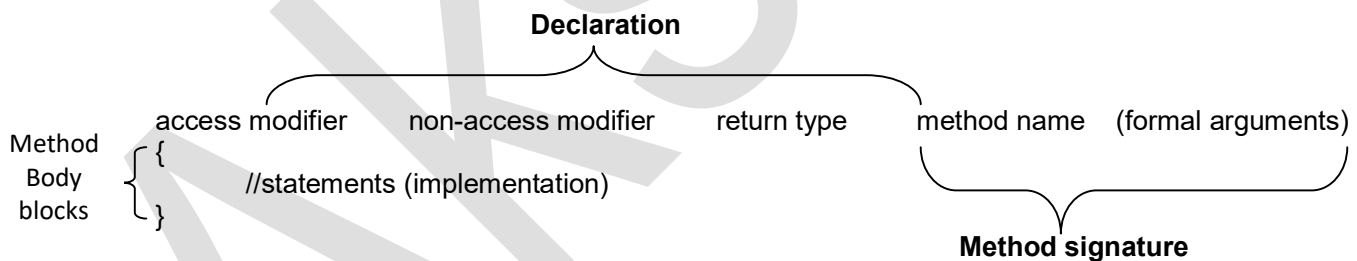 Declaration
access modifier non-access modifier return type method name (formal arguments)
Method
Body
blocks
{
//statements (implementation)
}
Method signature